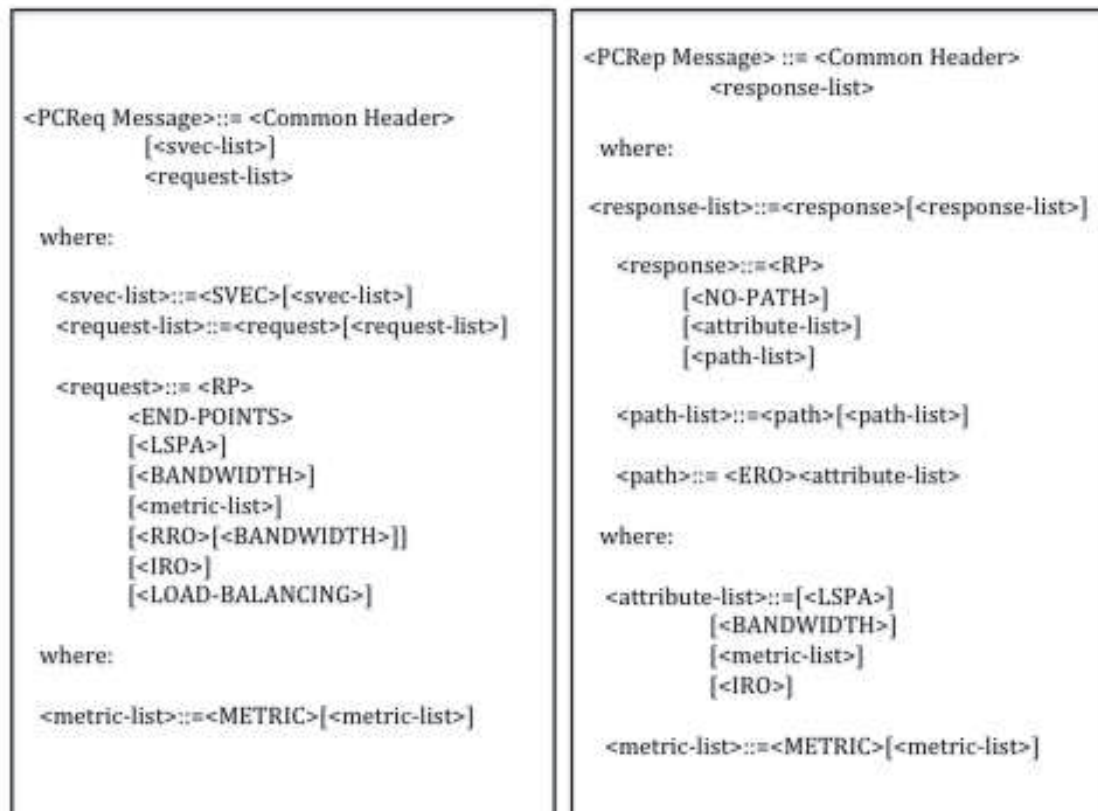 <PCReq Message>::= <Common Header>
[<svec-list>]
<request-list>
where:
<svec-list>::=<SVEC>[<svec-list>]
<request-list>::=<request>[<request-list>]
<request>::= <RP>
<END-POINTS>
[<LSPA>]
[<BANDWIDTH>]
[<metric-list>]
[<RRO>[<BANDWIDTH>]]
[<IRO>]
[<LOAD-BALANCING>]
where:
<metric-list>::=<METRIC>[<metric-list>]
<PCRep Message> ::= <Common Header>
<response-list>
where:
<response-list>::=<response>[<response-list>]
<response>::=<RP>
[<NO-PATH>]
[<attribute-list>]
[<path-list>]
<path-list>::=<path>[<path-list>]
<path>::= <ERO><attribute-list>
where:
<attribute-list>::=[<LSPA>]
[<BANDWIDTH>]
[<metric-list>]
[<IRO>]
<metric-list>::=<METRIC>[<metric-list>]